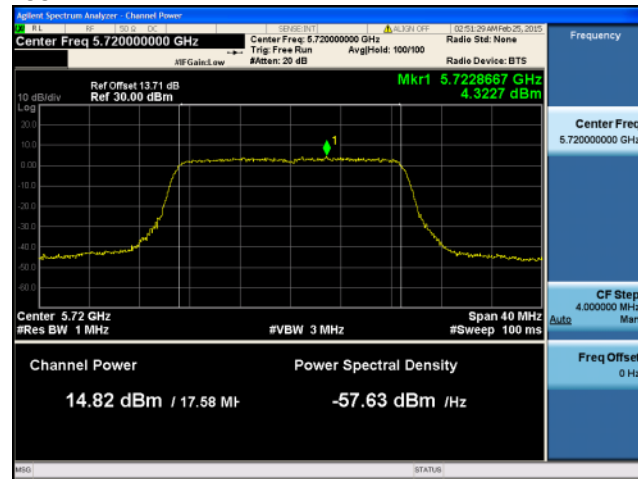 Agilent Spectrum Analyzer - Channel Power
RL RF 50 Ω DC SENSE:INT ALIGN OFF 02:51:29 AM Feb 25, 2015
Center Freq 5.720000000 GHz
Center Freq: 5.720000000 GHz
Radio Std: None
Trig: Free Run Avg|Hold: 100/100
#IFGain:Low #Atten: 20 dB Radio Device: BTS
Frequency
Ref Offset 13.71 dB
10 dB/div Ref 30.00 dBm
Mkr1 5.7228667 GHz
4.3227 dBm
Log
20.0
10.0
0.00
-10.0
-20.0
-30.0
-40.0
-50.0
-60.0
1
Center 5.72 GHz Span 40 MHz
#Res BW 1 MHz #VBW 3 MHz #Sweep 100 ms
Channel Power Power Spectral Density
14.82 dBm / 17.58 MH -57.63 dBm /Hz
Center Freq
5.720000000 GHz
CF Step
4.000000 MHz
Auto Man
Freq Offset
0 Hz
MSG STATUS